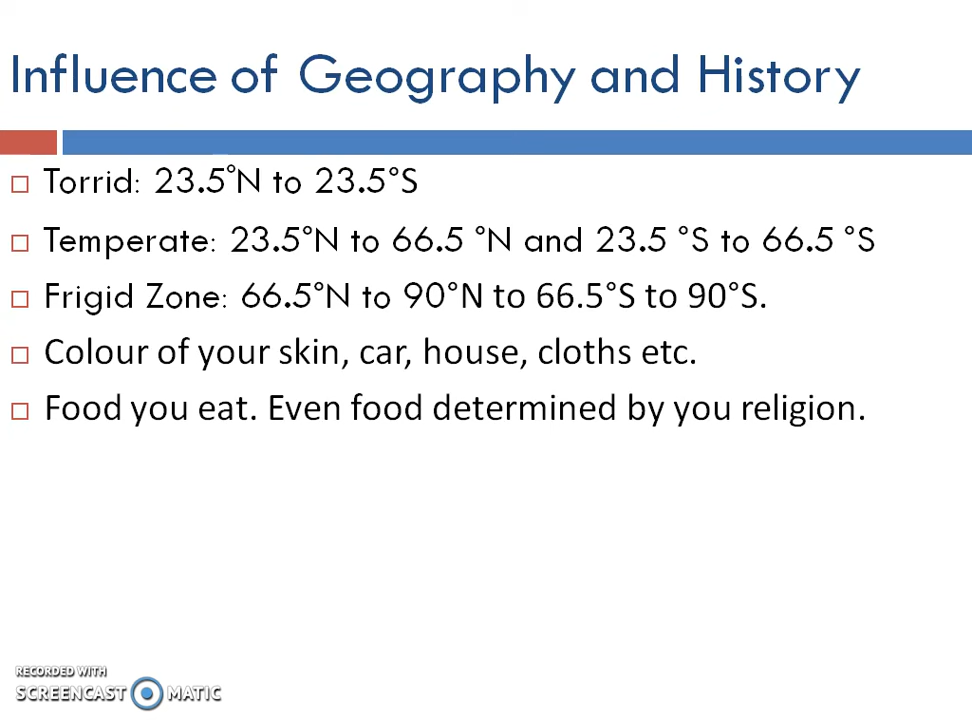 Influence of Geography and History
Torrid: 23.5°N to 23.5°S
Temperate: 23.5°N to 66.5 °N and 23.5 °S to 66.5 °S
Frigid Zone: 66.5°N to 90°N to 66.5°S to 90°S.
Colour of your skin, car, house, cloths etc.
Food you eat. Even food determined by you religion.
RECORDED WITH
SCREENCAST MATIC